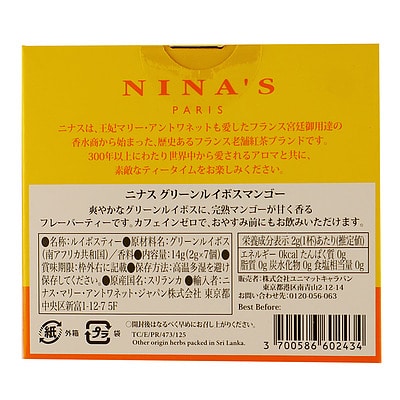 NINA'S
PARIS
ニナスは、王妃マリー・アントワネットも愛したフランス宮廷御用達の
香水商から始まった、歴史あるフランス老舗紅茶ブランドです。
300年以上にわたり世界中から愛されるアロマと共に、
素敵なティータイムをお楽しみください。
ニナス グリーンルイボスマンゴー
爽やかなグリーンルイボスに、完熟マンゴーが甘く香る
フレーバーティーです。カフェインゼロで、おやすみ前にもお飲みいただけます。
●名称:ルイボスティー ●原材料名:グリーンルイボス
(南アフリカ共和国)／香料 ●内容量:14g(2g×7個) ●
賞味期限:枠外右に記載 ●保存方法:高温多湿を避け
保存してください。●原産国:スリランカ ●輸入者:ニ
ナス・マリー・アントワネット・ジャパン株式会社 東京都
中央区新富1-12-7-5F
栄養成分表示 2g(1杯)あたり(推定値)
エネルギー 0kcal たんぱく質 0g
脂質 0g 炭水化物 0g 食塩相当量 0g
販売者:株式会社ユニマットキャラバン
東京都港区南青山2-12-14
お問い合わせ先:0120-056-063
Best Before:
紙 外箱 プラ 袋
◇開封後はなるべく早めにお召し上がりください。
TC/E/PR/473/125
Other origin herbs packed in Sri Lanka.
3 700586 602434